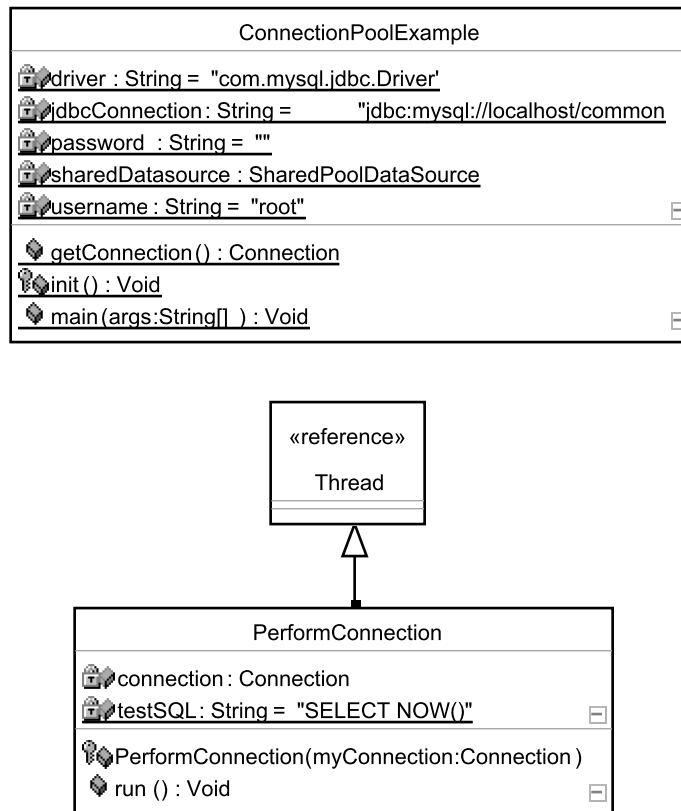 ConnectionPoolExample
driver : String = "com.mysql.jdbc.Driver'
jdbcConnection : String = "jdbc:mysql://localhost/common
password : String = ""
sharedDatasource : SharedPoolDataSource
username : String = "root"
getConnection () : Connection
init () : Void
main (args:String[] ) : Void
«reference»
Thread
PerformConnection
connection : Connection
testSQL : String = "SELECT NOW()"
PerformConnection(myConnection:Connection )
run () : Void